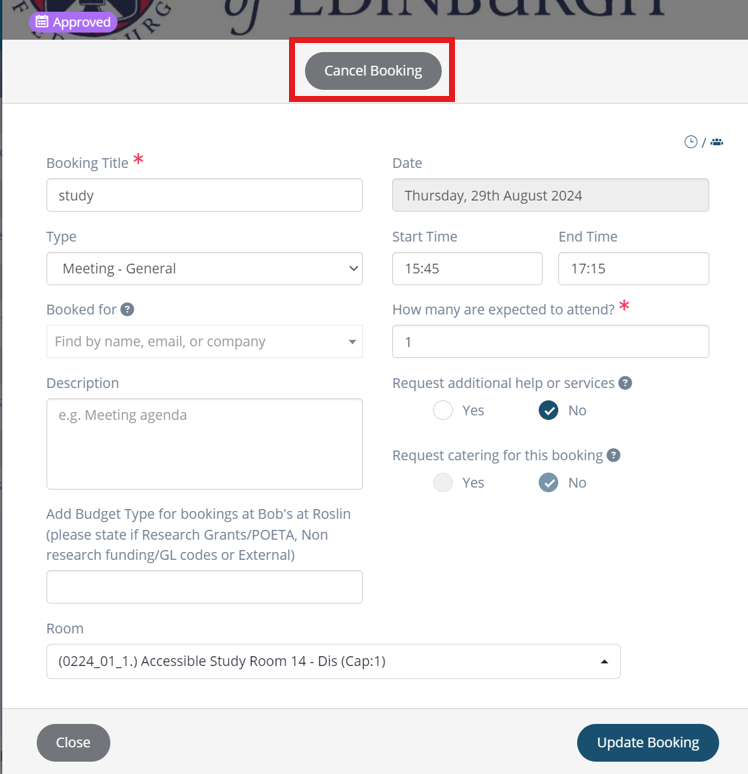 of EDINBURGH
Approved
Cancel Booking
/
Booking Title *
Date
study
Thursday, 29th August 2024
Type
Start Time
End Time
Meeting - General
15:45
17:15
Booked for ?
How many are expected to attend? *
Find by name, email, or company
1
Description
Request additional help or services ?
e.g. Meeting agenda
Yes
No
Request catering for this booking ?
Yes
No
Add Budget Type for bookings at Bob's at Roslin
(please state if Research Grants/POETA, Non
research funding/GL codes or External)
Room
(0224_01_1.) Accessible Study Room 14 - Dis (Cap:1)
Close
Update Booking